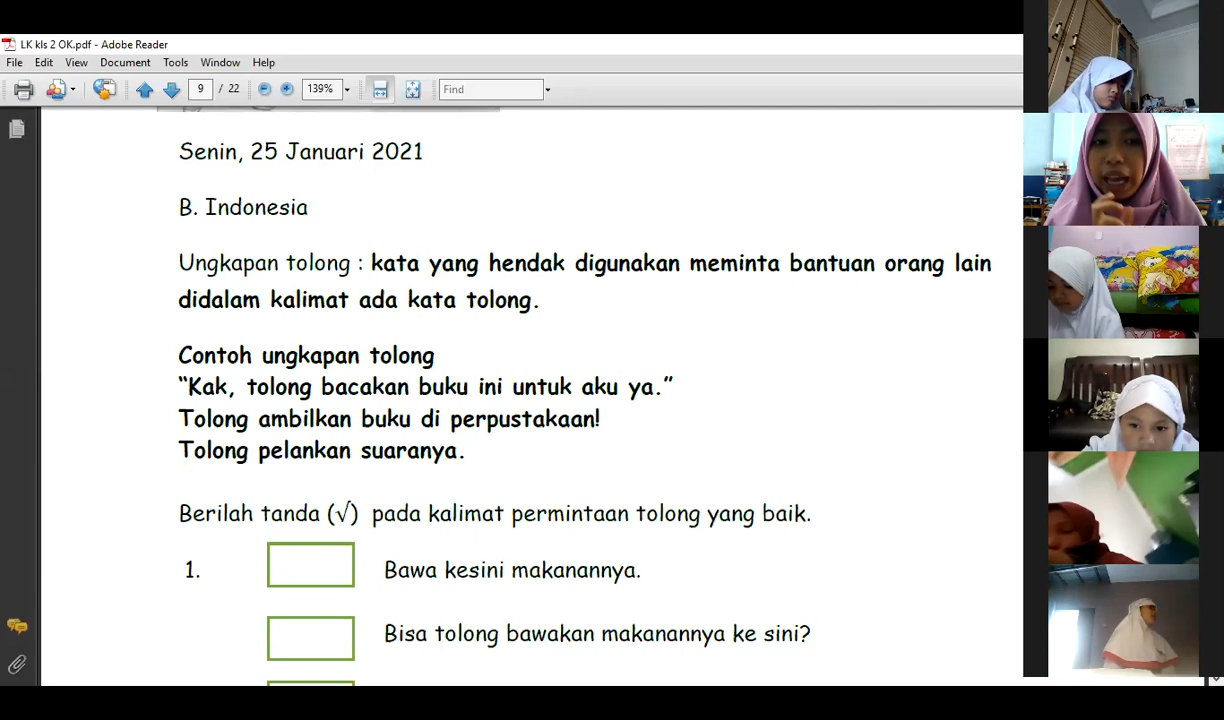 LK kls 2 OK.pdf - Adobe Reader
File Edit View Document Tools Window Help
9 / 22 139% Find
Senin, 25 Januari 2021
B. Indonesia
Ungkapan tolong : kata yang hendak digunakan meminta bantuan orang lain
didalam kalimat ada kata tolong.
Contoh ungkapan tolong
“Kak, tolong bacakan buku ini untuk aku ya.”
Tolong ambilkan buku di perpustakaan!
Tolong pelankan suaranya.
Berilah tanda (√) pada kalimat permintaan tolong yang baik.
1. Bawa kesini makanannya.
Bisa tolong bawakan makanannya ke sini?